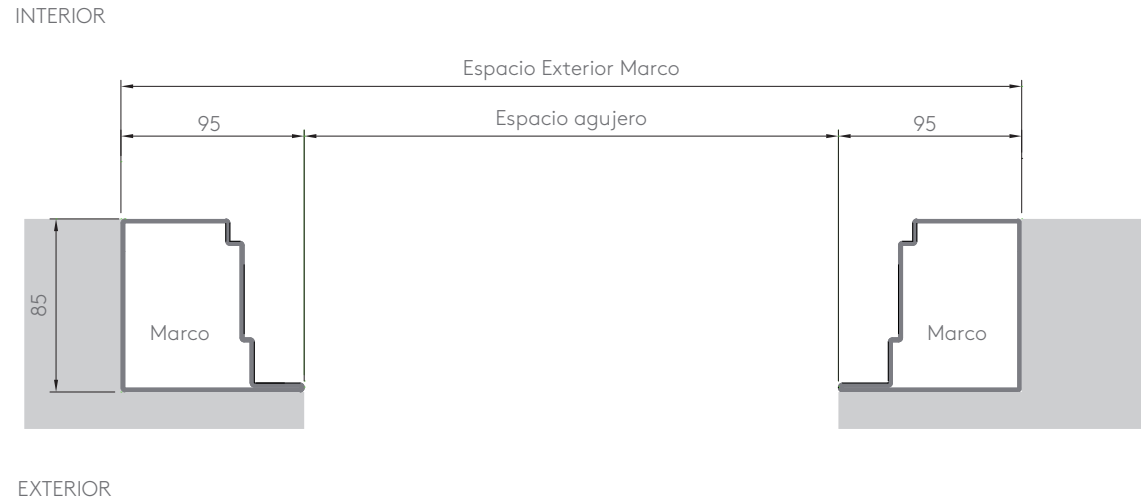 INTERIOR
Espacio Exterior Marco
95
Espacio agujero
95
85
Marco
Marco
EXTERIOR